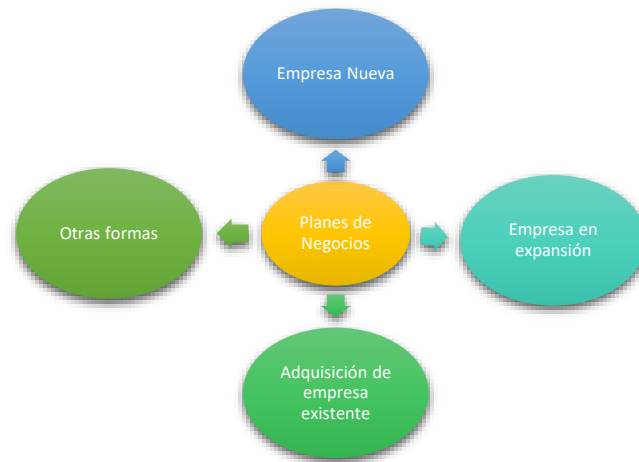 Empresa Nueva
Otras formas
Planes de
Negocios
Empresa en
expansión
Adquisición de
empresa
existente